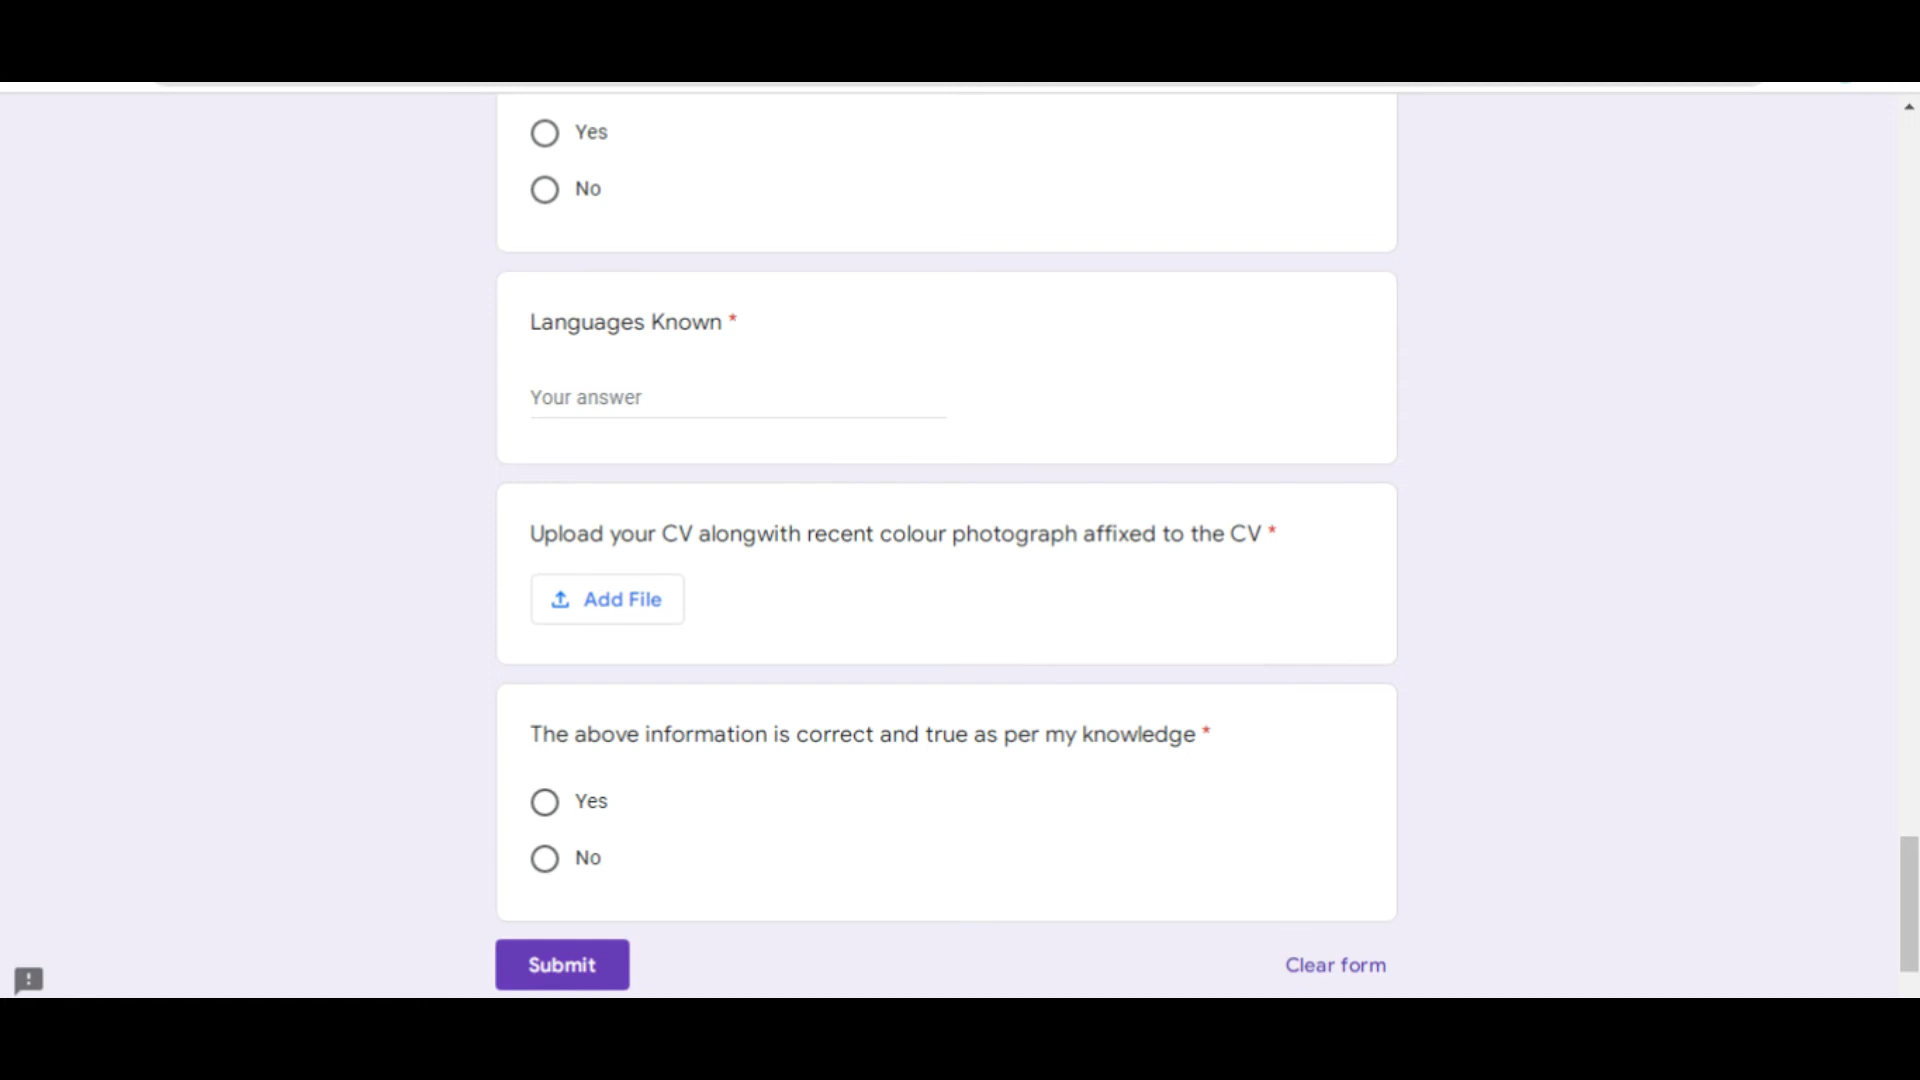 Yes
No
Languages Known *
Your answer
Upload your CV alongwith recent colour photograph affixed to the CV *
Add File
The above information is correct and true as per my knowledge *
Yes
No
Submit
Clear form